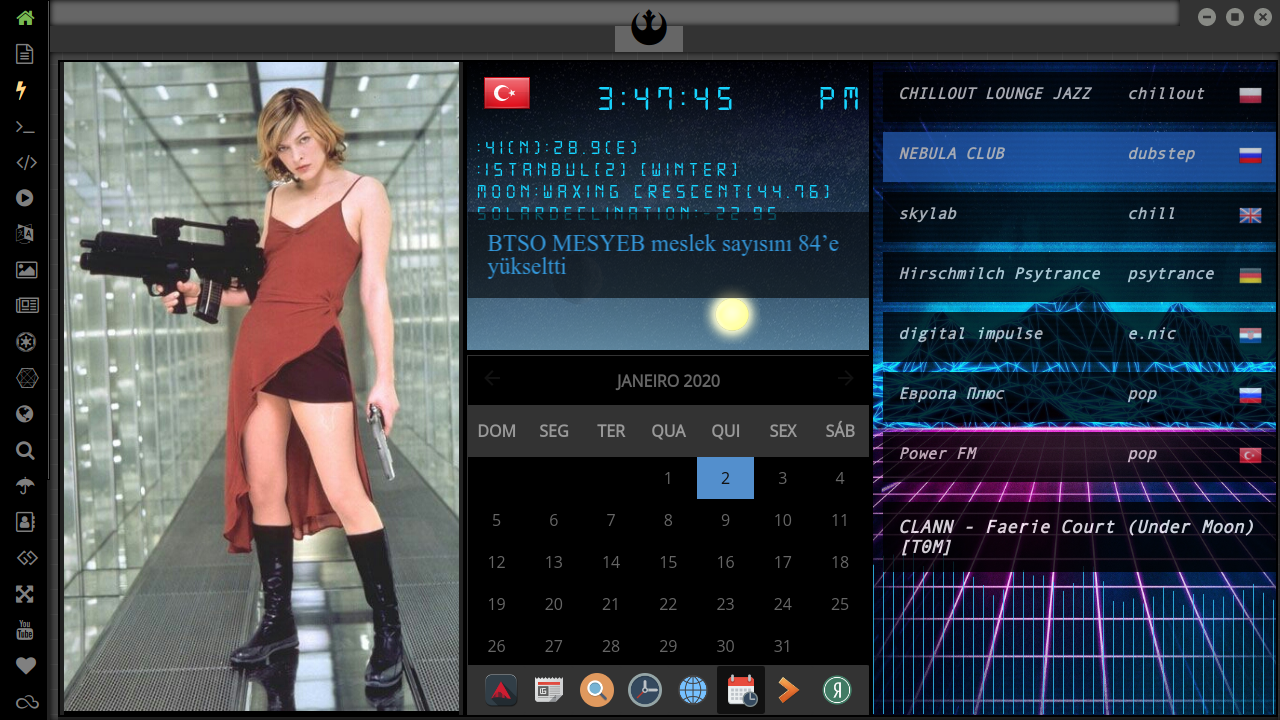 3:47:45 PM
:41(N):28.9(E)
:ISTANBUL(2) (WINTER)
MOON:WAXING CRESCENT(44.76)
SOLARDECLINATION:-22.95
BTSO MESYEB meslek sayısını 84’e
yükseltti
JANEIRO 2020
DOM SEG TER QUA QUI SEX SÁB
1 2 3 4
5 6 7 8 9 10 11
12 13 14 15 16 17 18
19 20 21 22 23 24 25
26 27 28 29 30 31
CHILLOUT LOUNGE JAZZ chillout
NEBULA CLUB dubstep
skylab chill
Hirschmilch Psytrance psytrance
digital impulse e.nic
Европа Плюс pop
Power FM pop
CLANN - Faerie Court (Under Moon)
[T0M]
You
Tube
Я